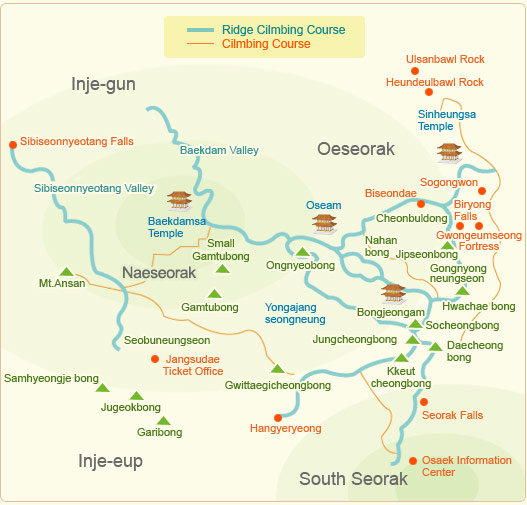 Ridge Cilmbing Course
Cilmbing Course
Ulsanbawl Rock
Heundeulbawl Rock
Inje-gun
Sinheungsa
Temple
Sibiseonnyeotang Falls
Baekdam Valley
Oeseorak
Sibiseonnyeotang Valley
Sogongwon
Biseondae
Oseam
Biryong
Falls
Cheonbuldong
Baekdamsa
Temple
Gwongeumseong
Fortress
Small
Gamtubong
Nahan
bong
Jipseonbong
Naeseorak
Ongnyeobong
Gongnyong
neungseon
Mt.Ansan
Gamtubong
Yongajang
seongneung
Bongjeongam
Hwachae bong
Socheongbong
Seobuneungseon
Jungcheongbong
Daecheong
bong
Jangsudae
Ticket Office
Kkeut
cheongbong
Samhyeongje bong
Gwittaegicheongbong
Jugeokbong
Seorak Falls
Garibong
Hangyeryeong
Inje-eup
Osaek Information
Center
South Seorak